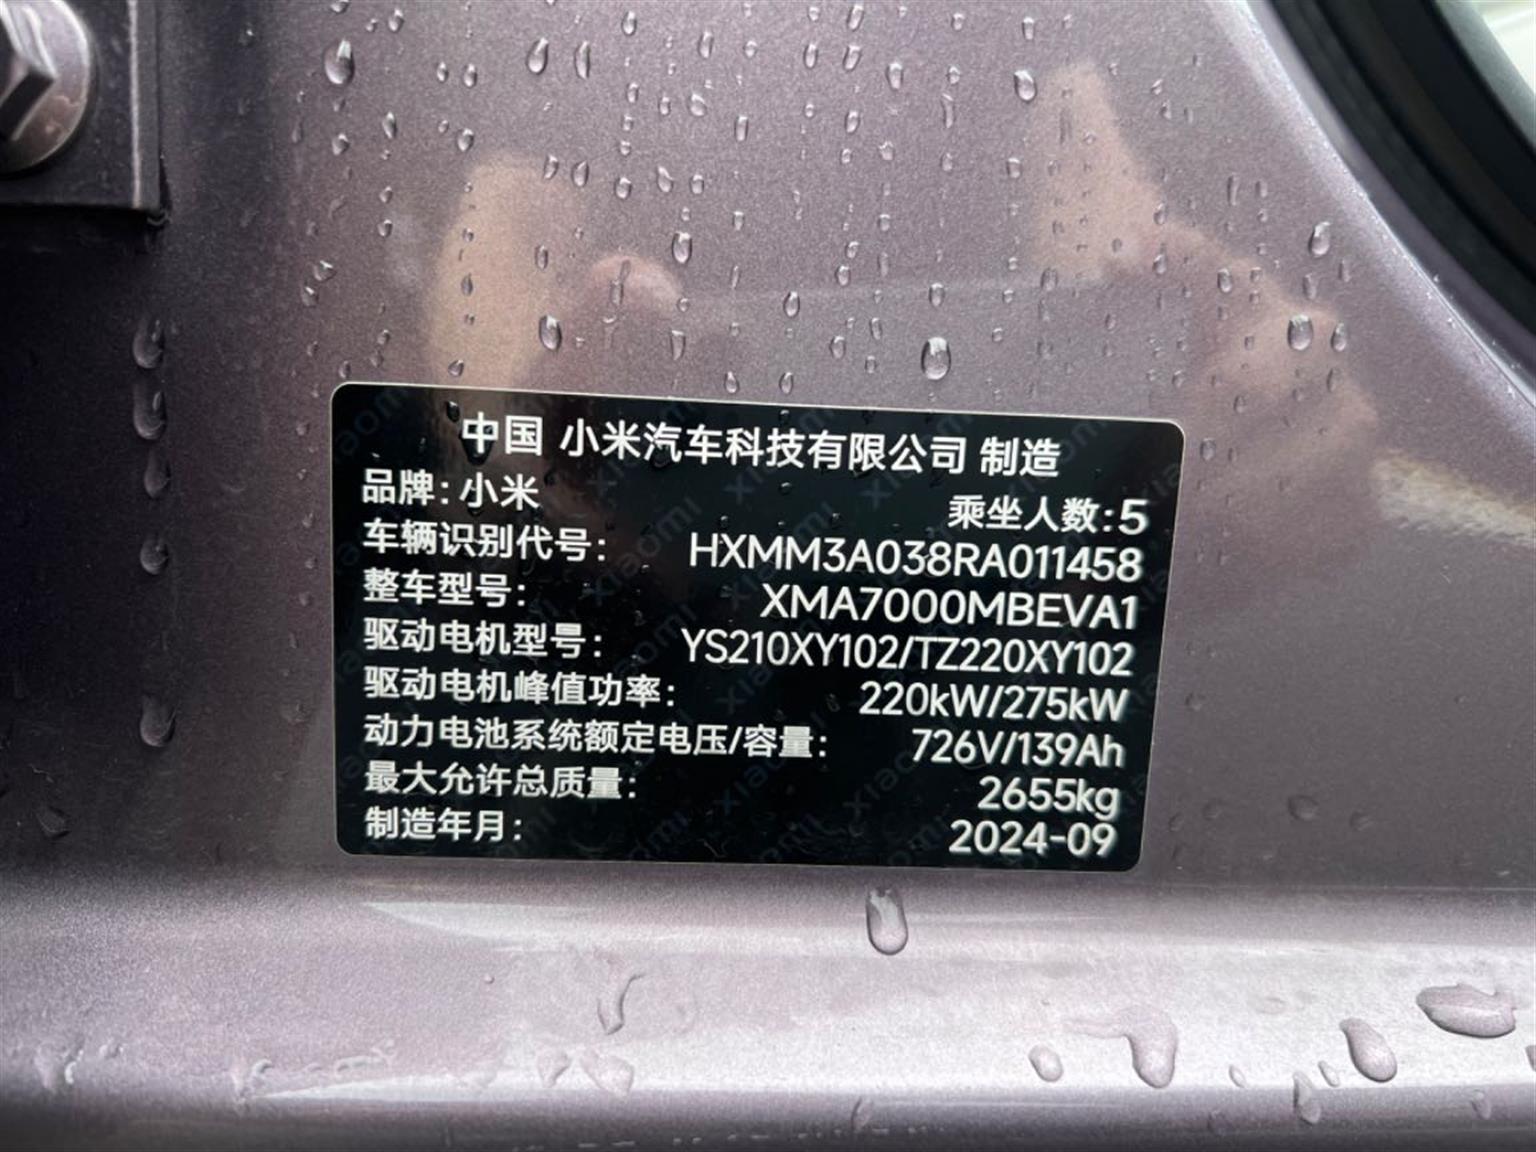 中国 小米汽车科技有限公司 制造
品牌:小米
乘坐人数:5
车辆识别代号: HXMM3A038RA011458
整车型号: XMA7000MBEVA1
驱动电机型号: YS210XY102/TZ220XY102
驱动电机峰值功率: 220kW/275kW
动力电池系统额定电压/容量: 726V/139Ah
最大允许总质量: 2655kg
制造年月: 2024-09